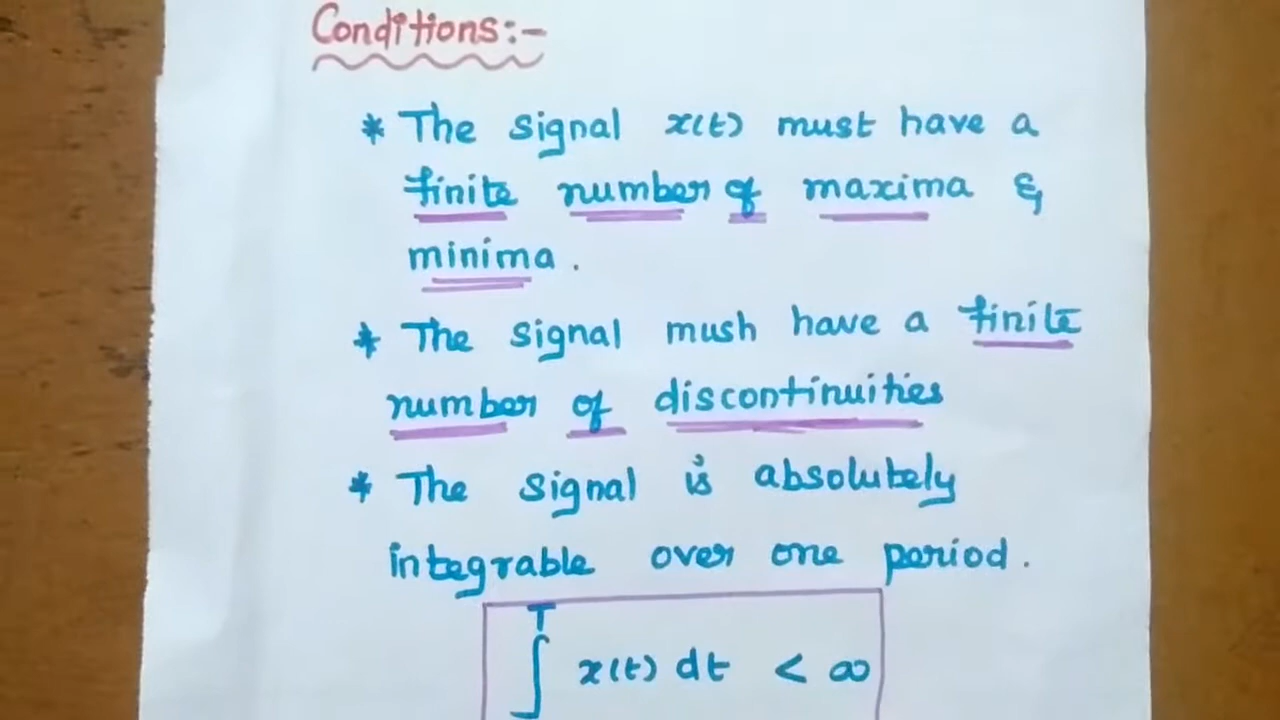 Conditions:-
* The signal x(t) must have a
finite number of maxima &
minima.
* The signal mush have a finite
number of discontinuities
* The signal is absolutely
integrable over one period.
T
∫ x(t) dt < ∞